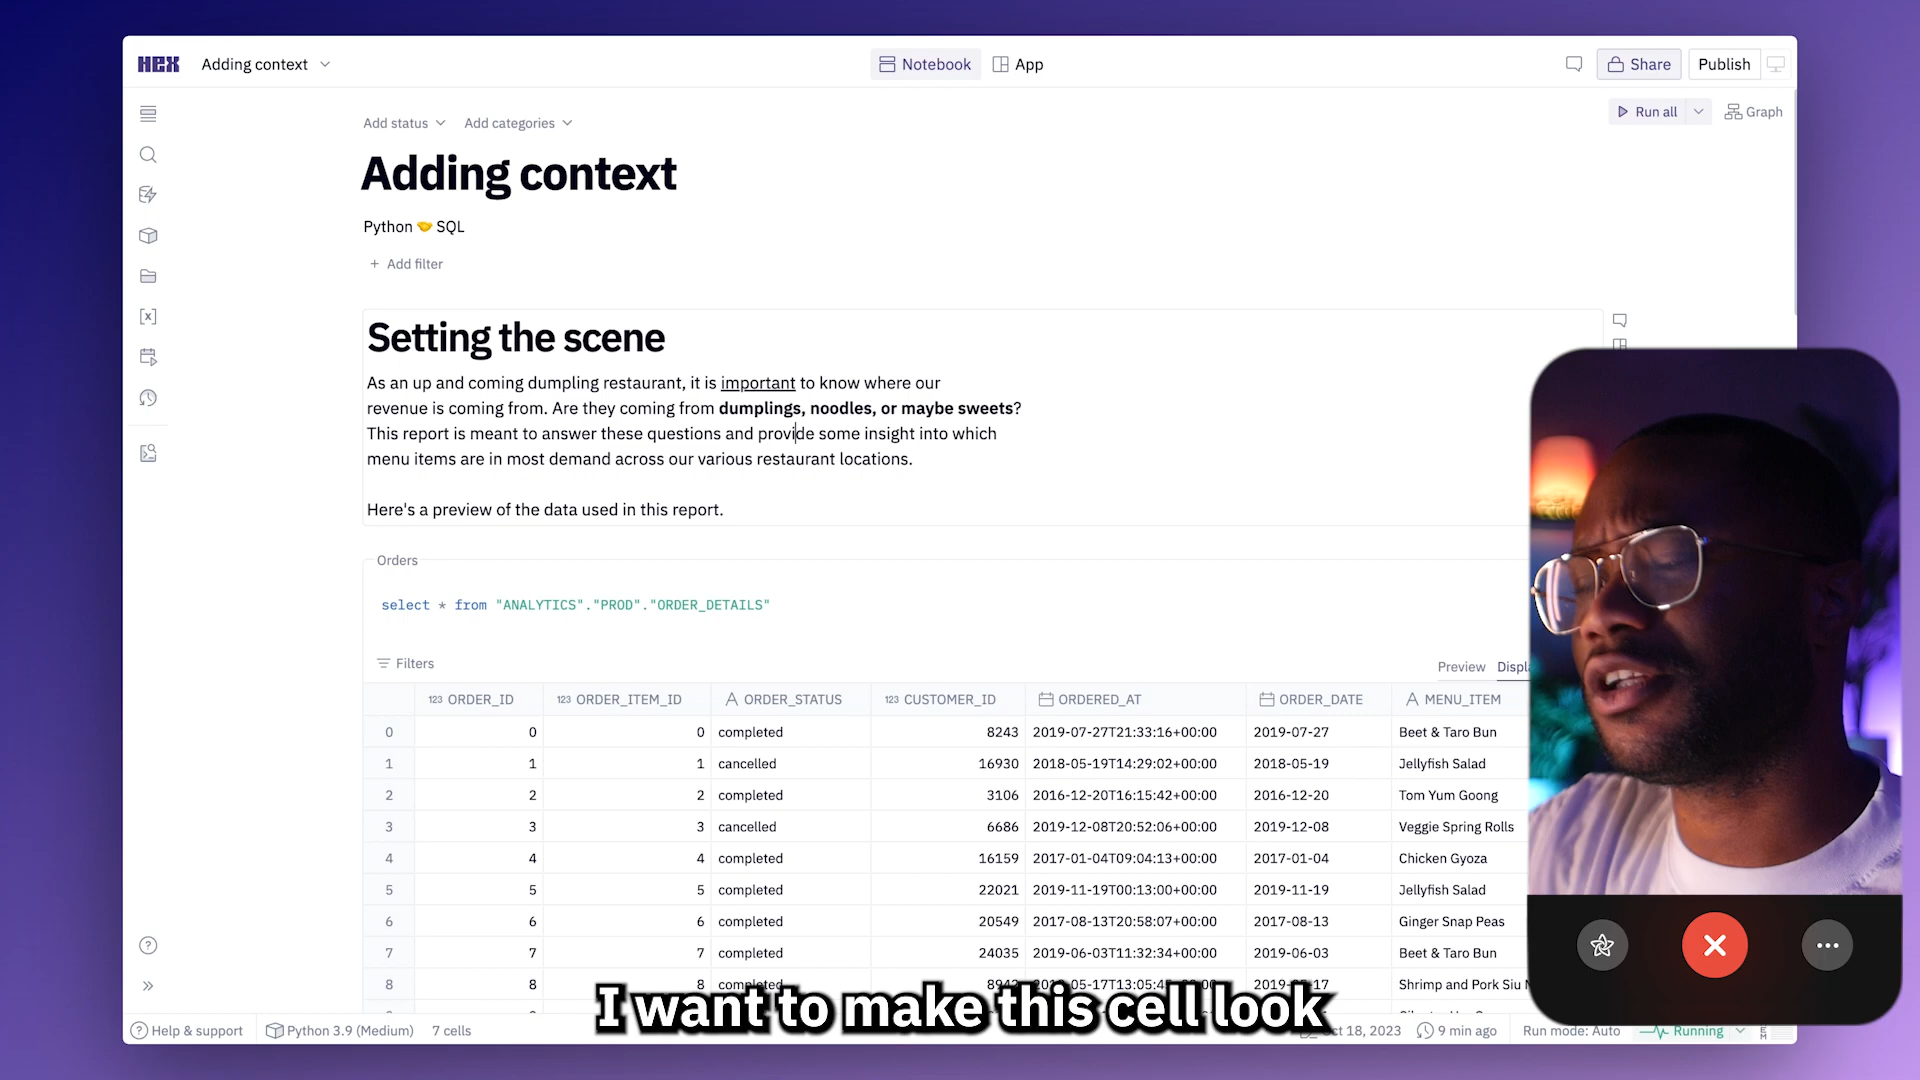 HEX Adding context
Notebook
App
Share
Publish
Run all
Graph
Add status
Add categories
Adding context
Python 🤝 SQL
+ Add filter
Setting the scene
As an up and coming dumpling restaurant, it is important to know where our
revenue is coming from. Are they coming from dumplings, noodles, or maybe sweets?
This report is meant to answer these questions and provide some insight into which
menu items are in most demand across our various restaurant locations.
Here's a preview of the data used in this report.
Orders
select * from "ANALYTICS"."PROD"."ORDER_DETAILS"
Filters
Preview
123 ORDER_ID 123 ORDER_ITEM_ID A ORDER_STATUS 123 CUSTOMER_ID ORDERED_AT ORDER_DATE A MENU_ITEM
0 0 0 completed 8243 2019-07-27T21:33:16+00:00 2019-07-27 Beet & Taro Bun
1 1 1 cancelled 16930 2018-05-19T14:29:02+00:00 2018-05-19 Jellyfish Salad
2 2 2 completed 3106 2016-12-20T16:15:42+00:00 2016-12-20 Tom Yum Goong
3 3 3 cancelled 6686 2019-12-08T20:52:06+00:00 2019-12-08 Veggie Spring Rolls
4 4 4 completed 16159 2017-01-04T09:04:13+00:00 2017-01-04 Chicken Gyoza
5 5 5 completed 22021 2019-11-19T00:13:00+00:00 2019-11-19 Jellyfish Salad
6 6 6 completed 20549 2017-08-13T20:58:07+00:00 2017-08-13 Ginger Snap Peas
7 7 7 completed 24035 2019-06-03T11:32:34+00:00 2019-06-03 Beet & Taro Bun
8 8 8 completed Shrimp and Pork Siu
I want to make this cell look
Help & support Python 3.9 (Medium) 7 cells 18, 2023 9 min ago Run mode: Auto Running